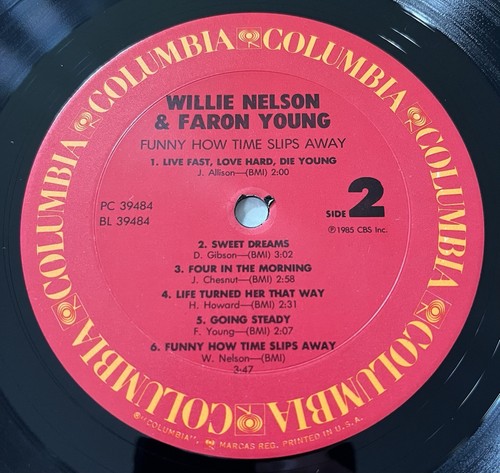 COLUMBIA COLUMBIA COLUMBIA COLUMBIA COLUMBIA COLUMBIA
WILLIE NELSON
& FARON YOUNG
FUNNY HOW TIME SLIPS AWAY
1. LIVE FAST, LOVE HARD, DIE YOUNG
J. Allison—(BMI) 2:00
PC 39484
BL 39484
SIDE 2
℗1985 CBS Inc.
2. SWEET DREAMS
D. Gibson—(BMI) 3:02
3. FOUR IN THE MORNING
J. Chesnut—(BMI) 2:58
4. LIFE TURNED HER THAT WAY
H. Howard—(BMI) 2:31
5. GOING STEADY
F. Young—(BMI) 2:07
6. FUNNY HOW TIME SLIPS AWAY
W. Nelson—(BMI)
3:47
®"COLUMBIA", MARCAS REG. PRINTED IN U.S.A.